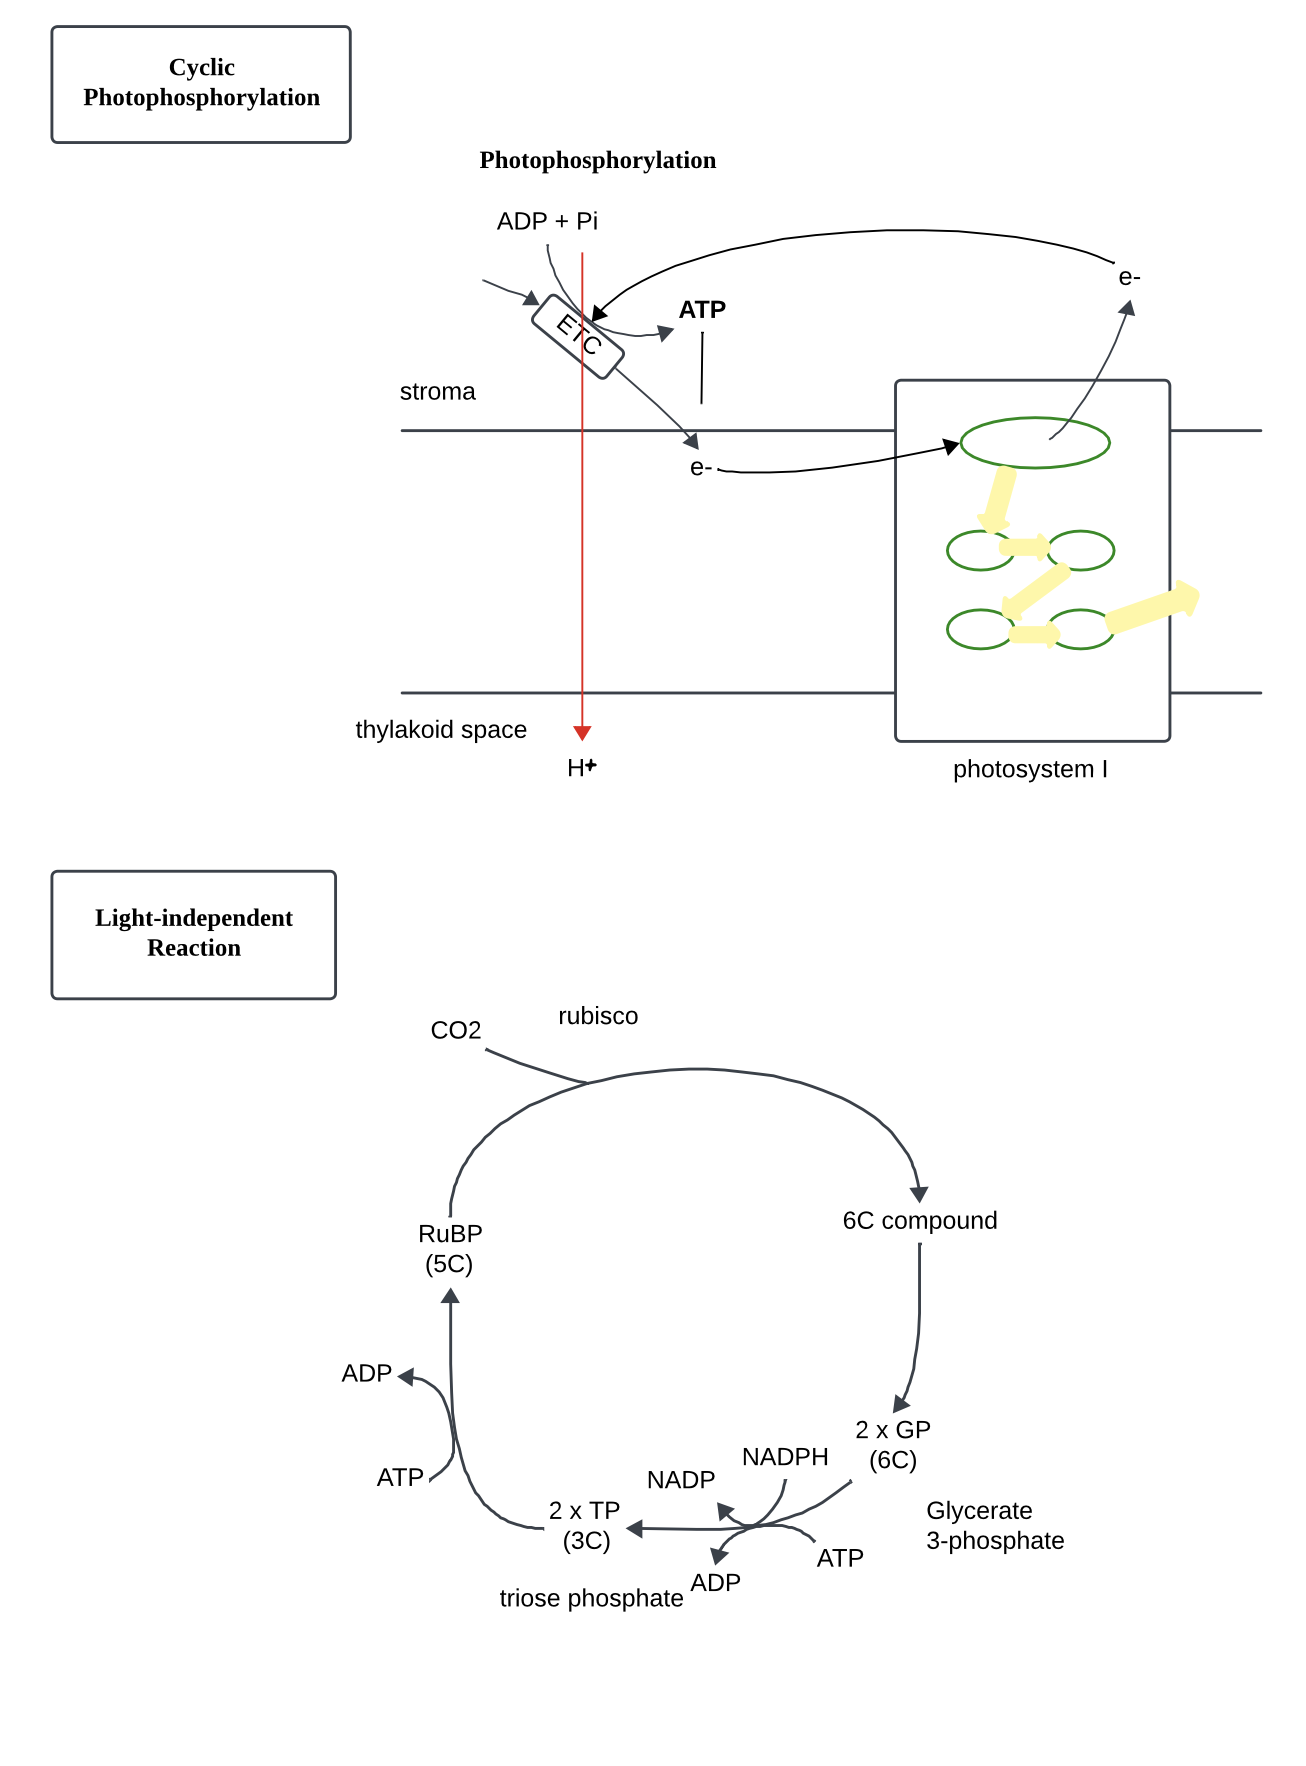 Cyclic
Photophosphorylation
Photophosphorylation
ADP + Pi
e-
ATP
ETC
stroma
e-
thylakoid space
H+
photosystem I
Light-independent
Reaction
rubisco
CO2
6C compound
RuBP
(5C)
ADP
2 x GP
(6C)
NADPH
NADP
ATP
2 x TP
(3C)
Glycerate
3-phosphate
ATP
ADP
triose phosphate